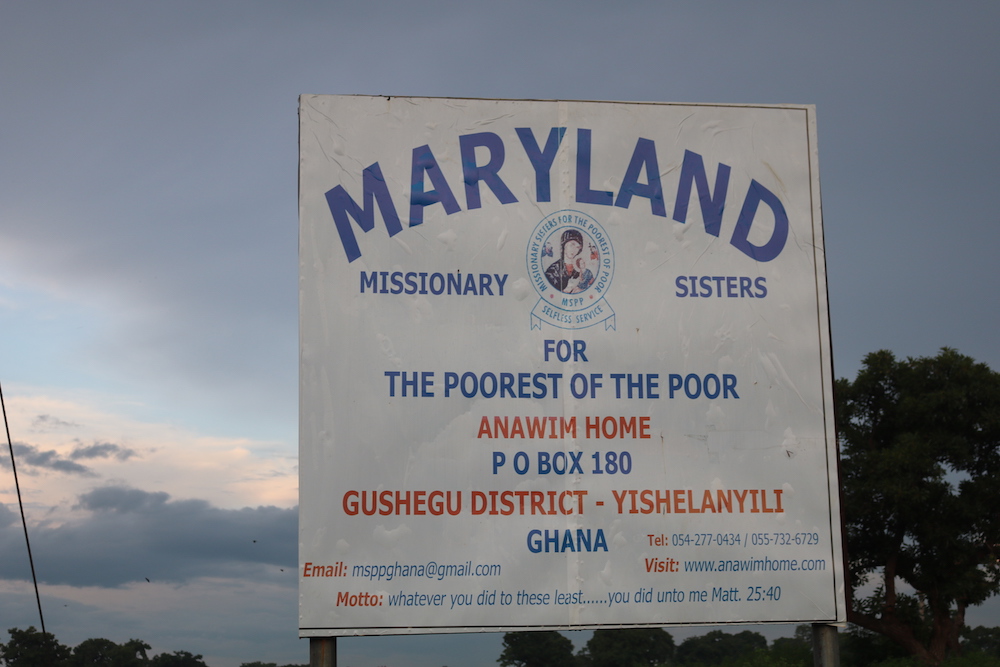 MARYLAND
MISSIONARY SISTERS
MISSIONARY SISTERS FOR THE POOREST OF POOR
MSPP
SELFLESS SERVICE
FOR
THE POOREST OF THE POOR
ANAWIM HOME
P O BOX 180
GUSHEGU DISTRICT - YISHELANYILI
GHANA
Tel: 054-277-0434 / 055-732-6729
Email: msppghana@gmail.com
Visit: www.anawimhome.com
Motto: whatever you did to these least......you did unto me Matt. 25:40